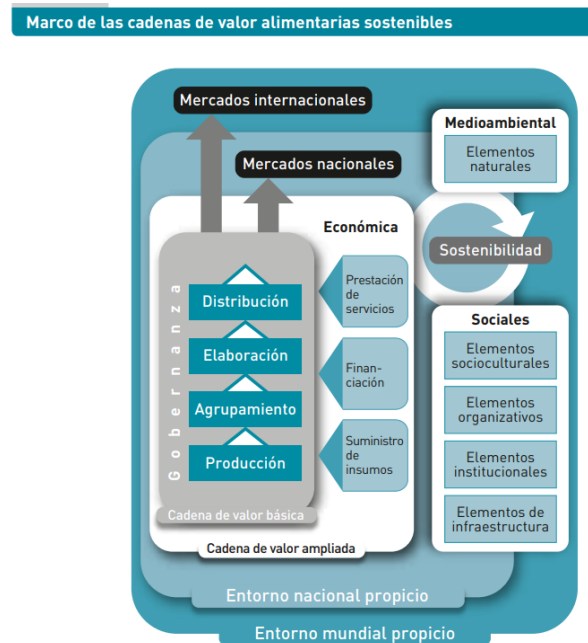 Marco de las cadenas de valor alimentarias sostenibles
Mercados internacionales
Mercados nacionales
Medioambiental
Elementos
naturales
Sostenibilidad
Económica
Gobernanza
Distribución
Elaboración
Agrupamiento
Producción
Cadena de valor básica
Prestación
de
servicios
Finan-
ciación
Suministro
de
insumos
Cadena de valor ampliada
Sociales
Elementos
socioculturales
Elementos
organizativos
Elementos
institucionales
Elementos de
infraestructura
Entorno nacional propicio
Entorno mundial propicio